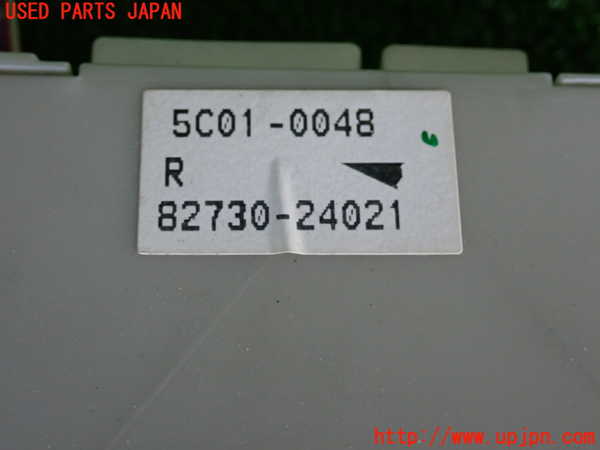 USED PARTS JAPAN
5C01-0048
R
82730-24021
http://www.upjpn.com/